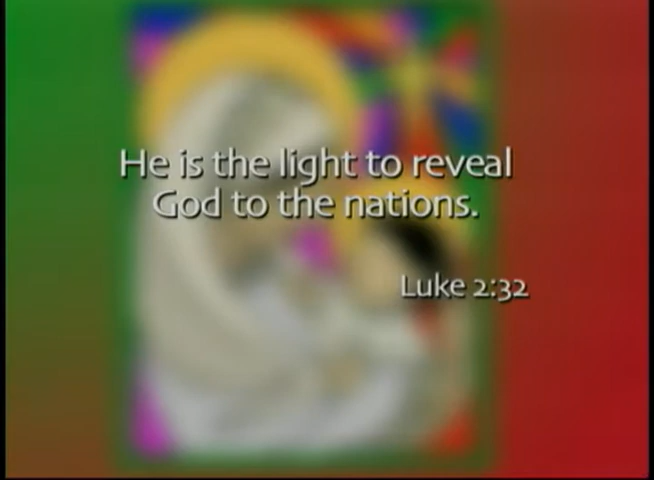 He is the light to reveal
God to the nations.
Luke 2:32